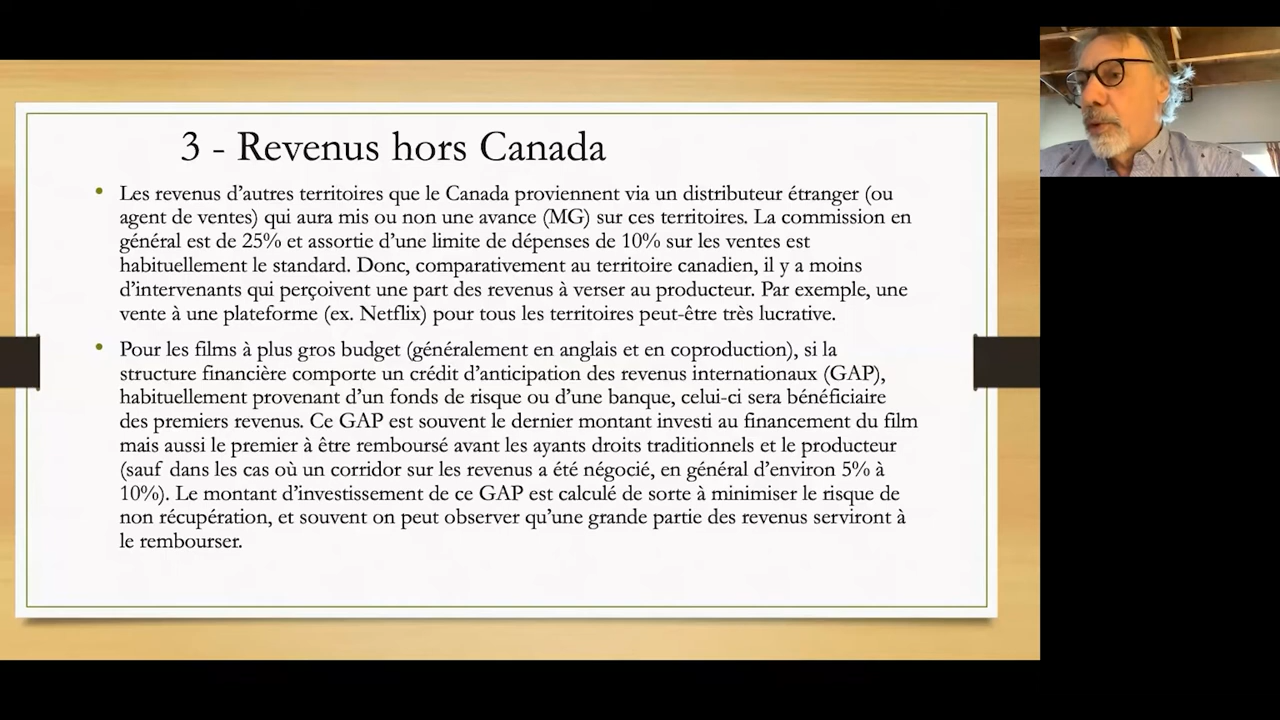 3 - Revenus hors Canada
• Les revenus d’autres territoires que le Canada proviennent via un distributeur étranger (ou
agent de ventes) qui aura mis ou non une avance (MG) sur ces territoires. La commission en
général est de 25% et assortie d’une limite de dépenses de 10% sur les ventes est
habituellement le standard. Donc, comparativement au territoire canadien, il y a moins
d’intervenants qui perçoivent une part des revenus à verser au producteur. Par exemple, une
vente à une plateforme (ex. Netflix) pour tous les territoires peut-être très lucrative.
• Pour les films à plus gros budget (généralement en anglais et en coproduction), si la
structure financière comporte un crédit d’anticipation des revenus internationaux (GAP),
habituellement provenant d’un fonds de risque ou d’une banque, celui-ci sera bénéficiaire
des premiers revenus. Ce GAP est souvent le dernier montant investi au financement du film
mais aussi le premier à être remboursé avant les ayants droits traditionnels et le producteur
(sauf dans les cas où un corridor sur les revenus a été négocié, en général d’environ 5% à
10%). Le montant d’investissement de ce GAP est calculé de sorte à minimiser le risque de
non récupération, et souvent on peut observer qu’une grande partie des revenus serviront à
le rembourser.